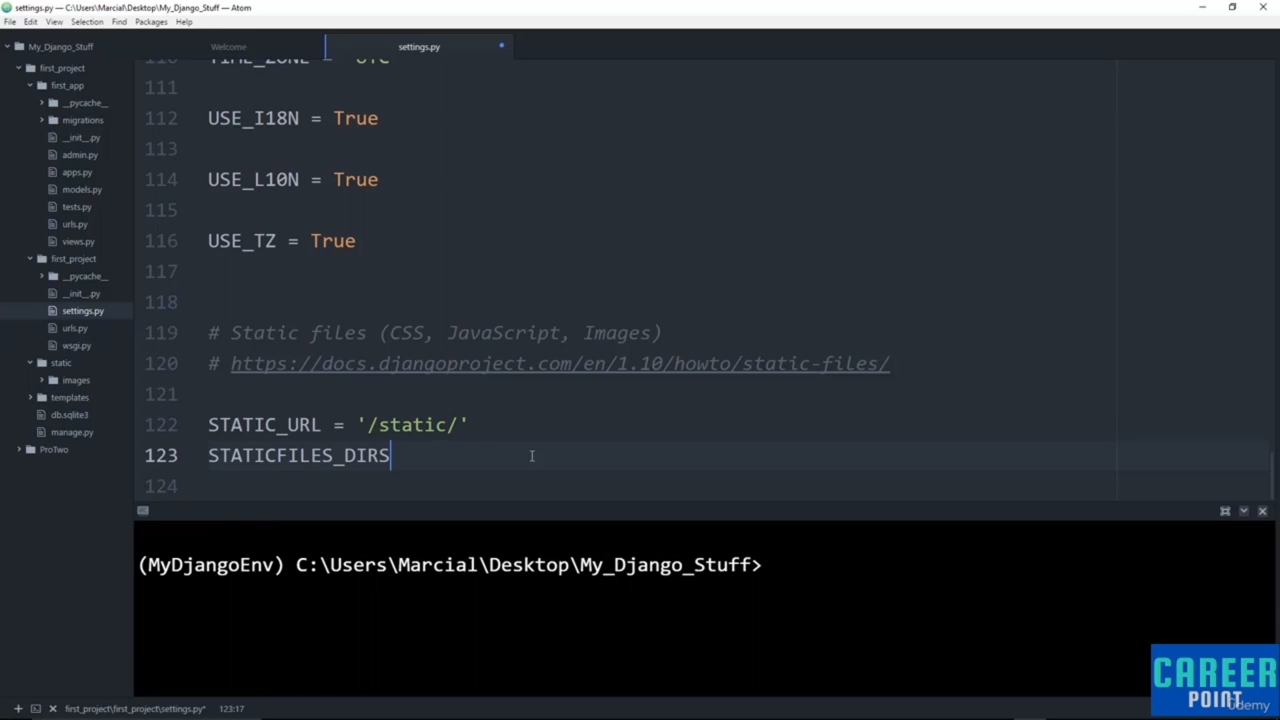 settings.py — C:\Users\Marcial\Desktop\My_Django_Stuff — Atom
File Edit View Selection Find Packages Help
My_Django_Stuff
first_project
first_app
__pycache__
migrations
__init__.py
admin.py
apps.py
models.py
tests.py
urls.py
views.py
first_project
__pycache__
__init__.py
settings.py
urls.py
wsgi.py
static
images
templates
db.sqlite3
manage.py
ProTwo
Welcome
settings.py
110 TIME_ZONE = 'UTC'
111
112 USE_I18N = True
113
114 USE_L10N = True
115
116 USE_TZ = True
117
118
119 # Static files (CSS, JavaScript, Images)
120 # https://docs.djangoproject.com/en/1.10/howto/static-files/
121
122 STATIC_URL = '/static/'
123 STATICFILES_DIRS
124
(MyDjangoEnv) C:\Users\Marcial\Desktop\My_Django_Stuff>
first_project\first_project\settings.py* 123:17
CAREER
POINT
Udemy